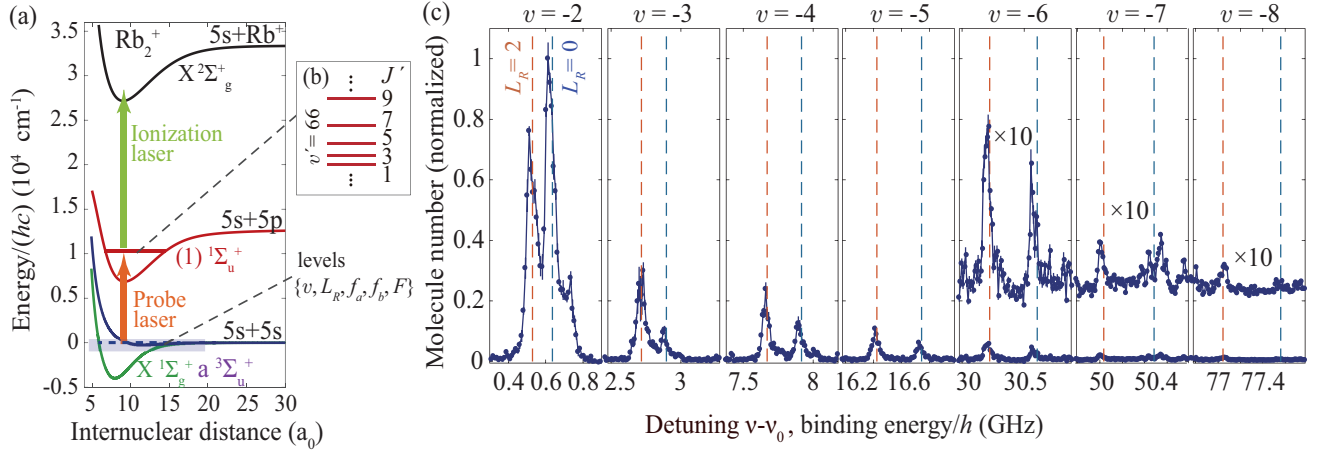 (a)
Rb₂⁺
5s+Rb⁺
X ²Σg⁺
Ionization
laser
5s+5p
(1) ¹Σu⁺
Probe
laser
5s+5s
X ¹Σg⁺ a ³Σu⁺
Energy/(hc) (10⁴ cm⁻¹)
3.5
3
2.5
2
1.5
1
0.5
0
-0.5
5 10 15 20 25 30
Internuclear distance (a₀)
(b)
J'
⋮ ⋮
9
7
5
3
1
⋮ ⋮
v' = 66
levels
{v, L_R, f_a, f_b, F}
(c)
v = -2 v = -3 v = -4 v = -5 v = -6 v = -7 v = -8
L_R = 2
L_R = 0
×10
×10
×10
Molecule number (normalized)
1
0.8
0.6
0.4
0.2
0
0.4 0.6 0.8 2.5 3 7.5 8 16.2 16.6 30 30.5 50 50.4 77 77.4
Detuning ν-ν₀, binding energy/h (GHz)